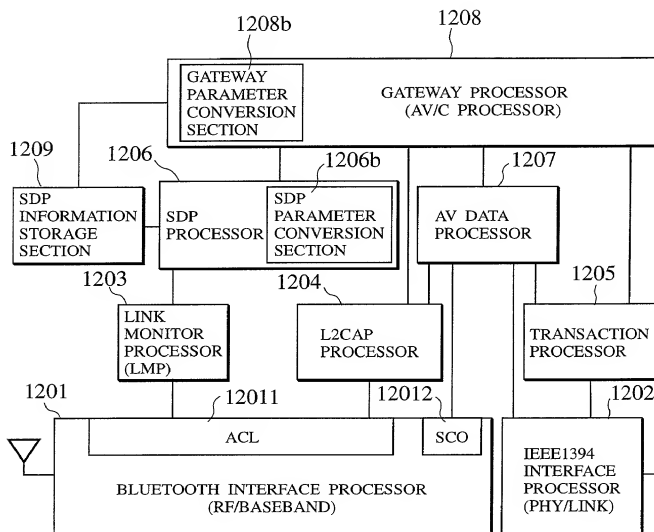 1208b
1208
GATEWAY
PARAMETER
CONVERSION
SECTION
GATEWAY PROCESSOR
(AV/C PROCESSOR)
1209
1206
1206b
1207
SDP
INFORMATION
STORAGE
SECTION
SDP
PROCESSOR
SDP
PARAMETER
CONVERSION
SECTION
AV DATA
PROCESSOR
1203
1204
1205
LINK
MONITOR
PROCESSOR
(LMP)
L2CAP
PROCESSOR
TRANSACTION
PROCESSOR
1201
12011
12012
1202
ACL
SCO
BLUETOOTH INTERFACE PROCESSOR
(RF/BASEBAND)
IEEE1394
INTERFACE
PROCESSOR
(PHY/LINK)